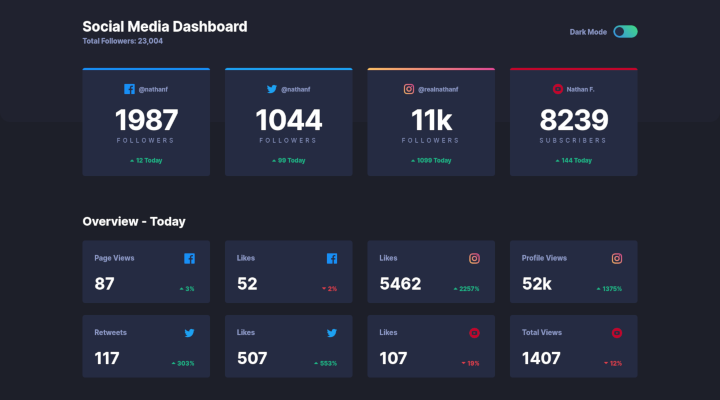 Social Media Dashboard
Total Followers: 23,004
Dark Mode
@nathanf
1987
FOLLOWERS
12 Today
@nathanf
1044
FOLLOWERS
99 Today
@realnathanf
11k
FOLLOWERS
1099 Today
Nathan F.
8239
SUBSCRIBERS
144 Today
Overview - Today
Page Views
87
3%
Likes
52
2%
Likes
5462
2257%
Profile Views
52k
1375%
Retweets
117
303%
Likes
507
553%
Likes
107
19%
Total Views
1407
12%